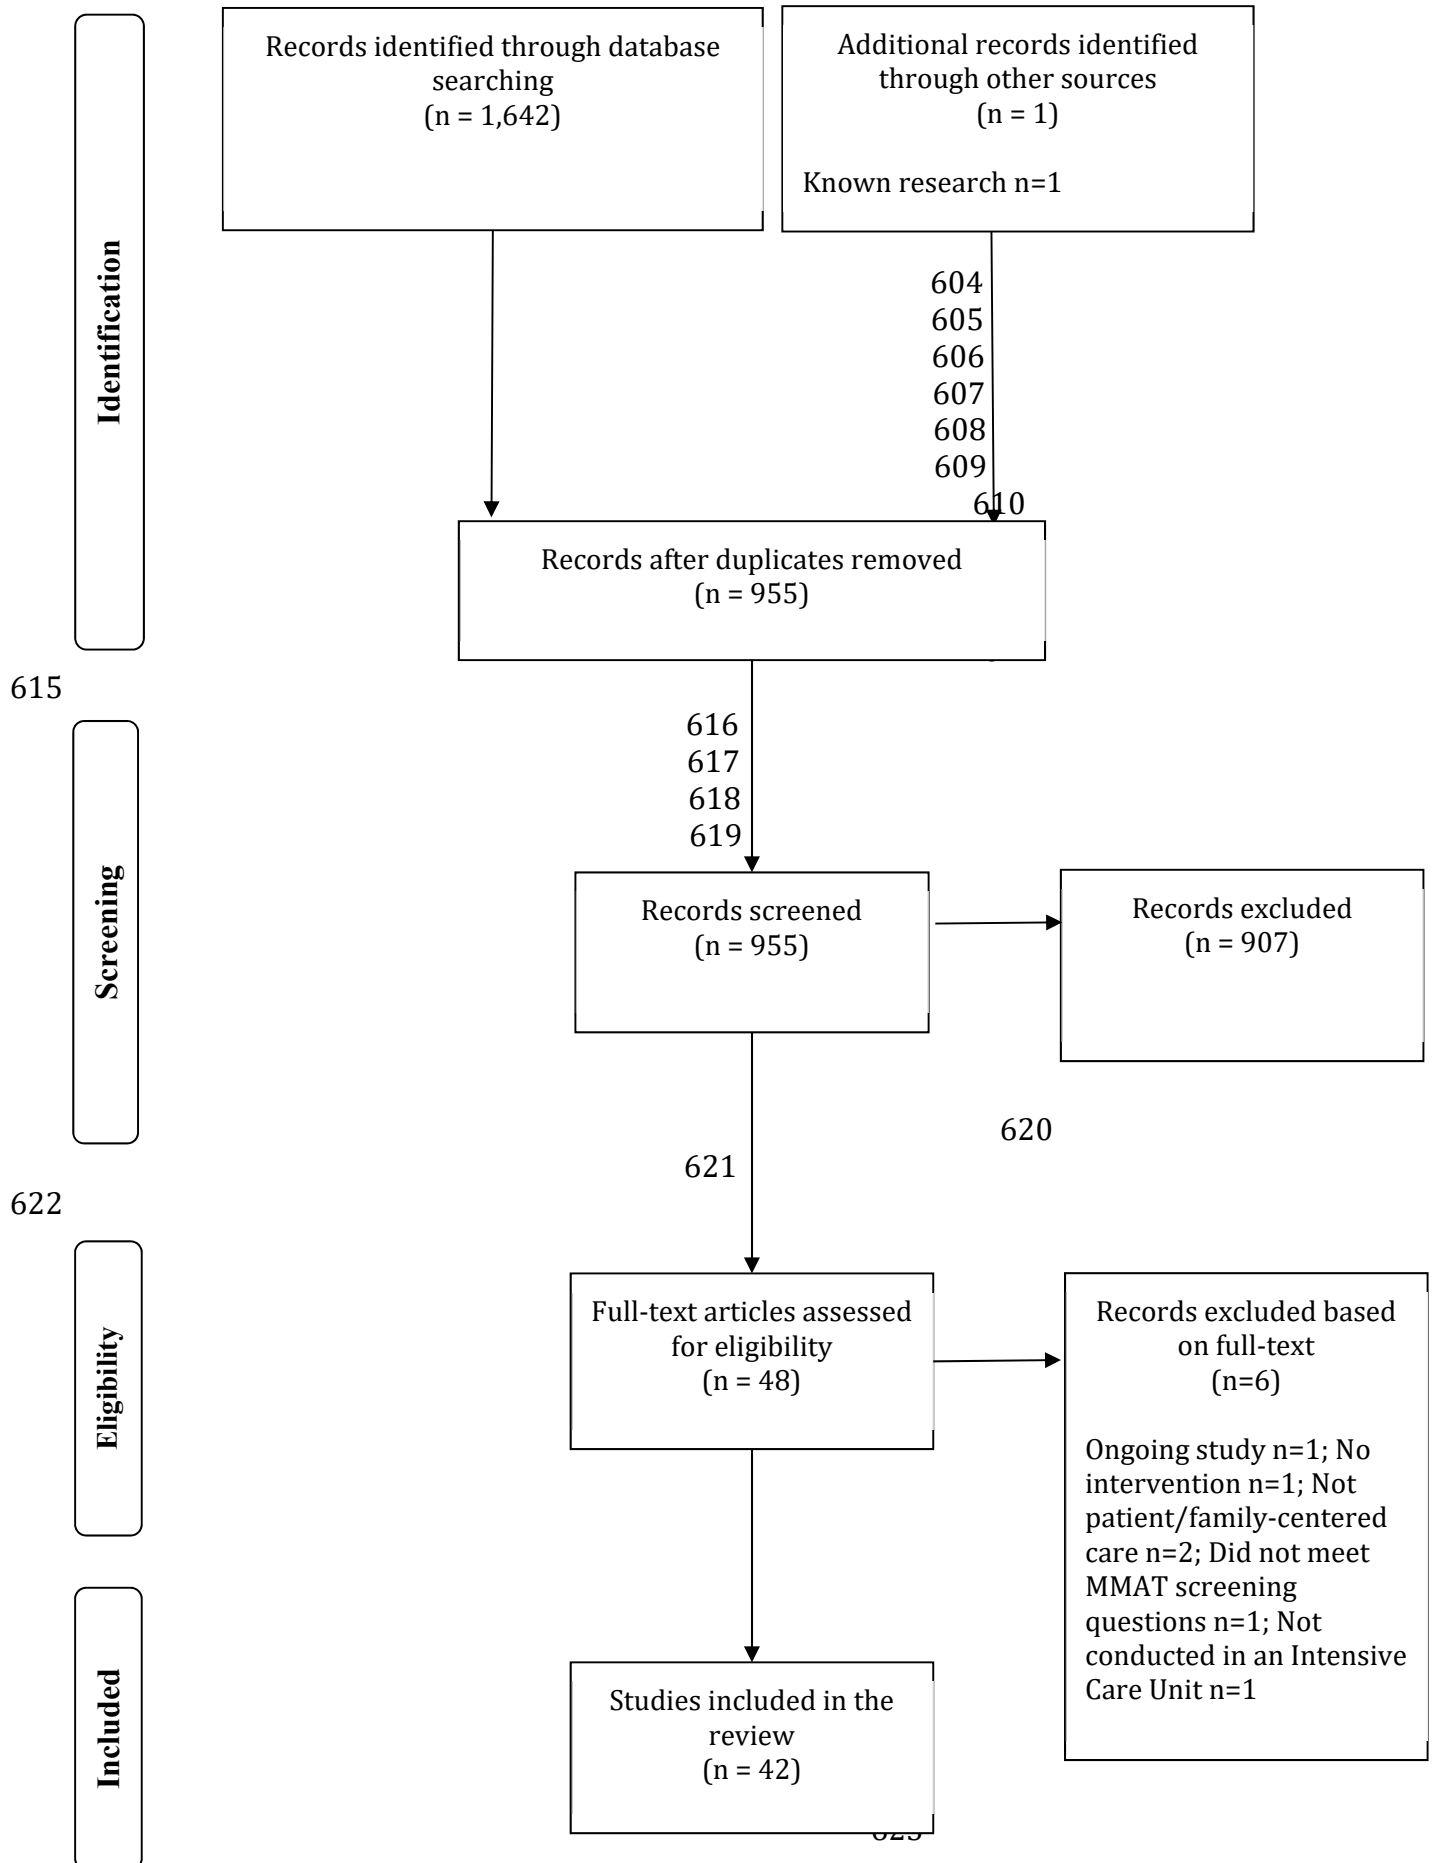 Records identified through database
searching
(n = 1,642)
Additional records identified
through other sources
(n = 1)
Known research n=1
Identification
604
605
606
607
608
609
610
Records after duplicates removed
(n = 955)
615
616
617
618
619
Screening
Records screened
(n = 955)
Records excluded
(n = 907)
620
621
622
Eligibility
Full-text articles assessed
for eligibility
(n = 48)
Records excluded based
on full-text
(n=6)
Ongoing study n=1; No
intervention n=1; Not
patient/family-centered
care n=2; Did not meet
MMAT screening
questions n=1; Not
conducted in an Intensive
Care Unit n=1
Included
Studies included in the
review
(n = 42)